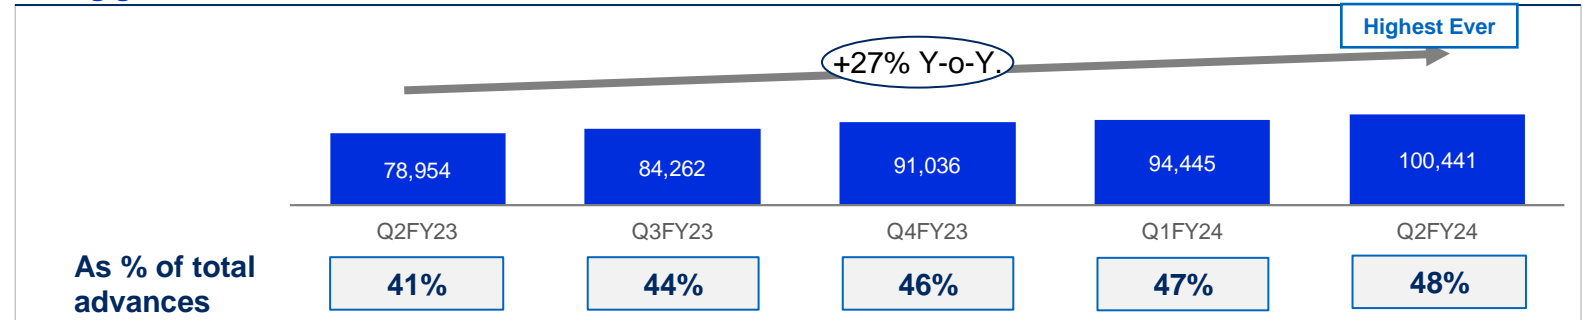 Highest Ever
+27% Y-o-Y.
78,954 84,262 91,036 94,445 100,441
Q2FY23 Q3FY23 Q4FY23 Q1FY24 Q2FY24
As % of total
advances
41% 44% 46% 47% 48%